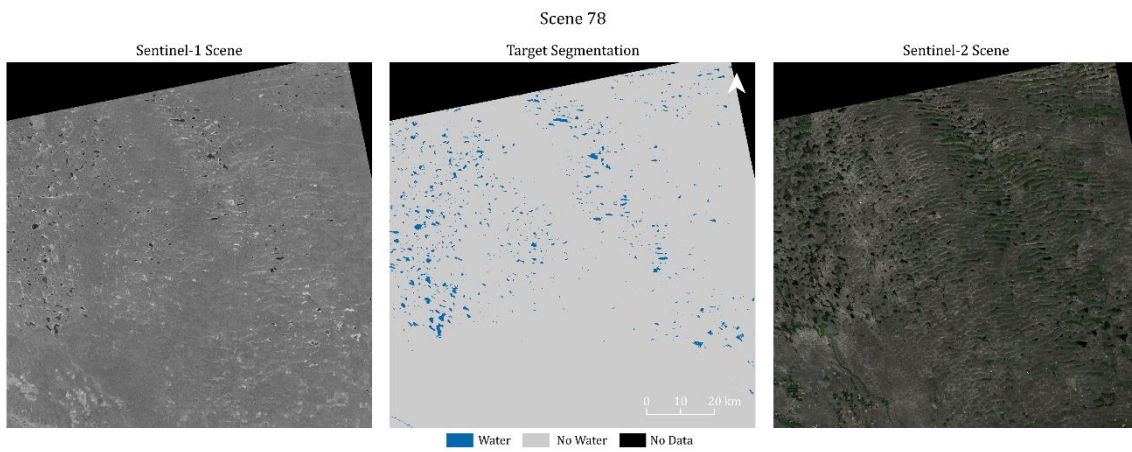 Scene 78
Sentinel-1 Scene
Target Segmentation
Sentinel-2 Scene
0 10 20 km
Water
No Water
No Data